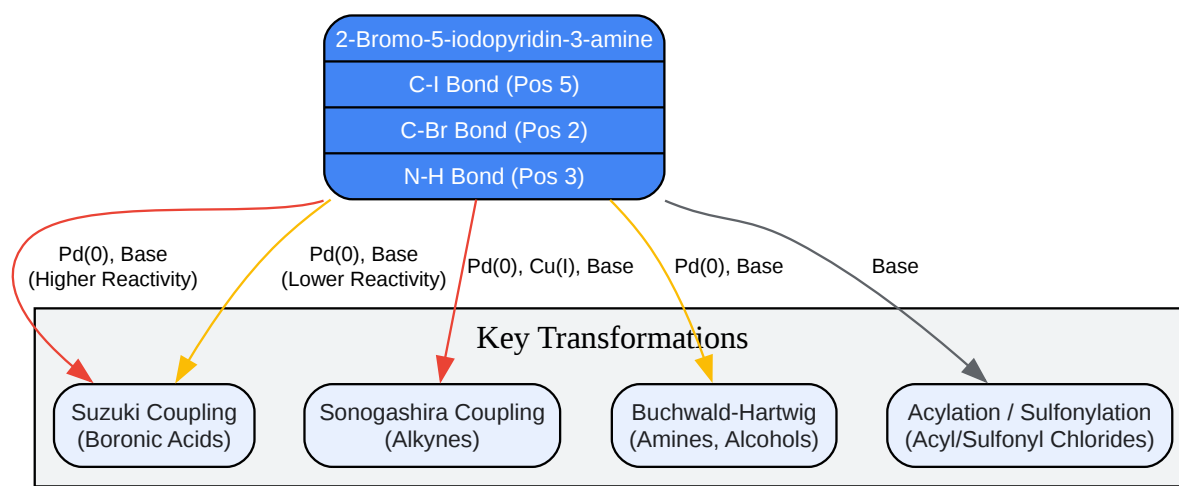 2-Bromo-5-iodopyridin-3-amine
C-I Bond (Pos 5)
C-Br Bond (Pos 2)
N-H Bond (Pos 3)
Pd(0), Base
(Higher Reactivity)
Pd(0), Base
(Lower Reactivity)
Pd(0), Cu(I), Base
Pd(0), Base
Base
Key Transformations
Suzuki Coupling
(Boronic Acids)
Sonogashira Coupling
(Alkynes)
Buchwald-Hartwig
(Amines, Alcohols)
Acylation / Sulfonylation
(Acyl/Sulfonyl Chlorides)